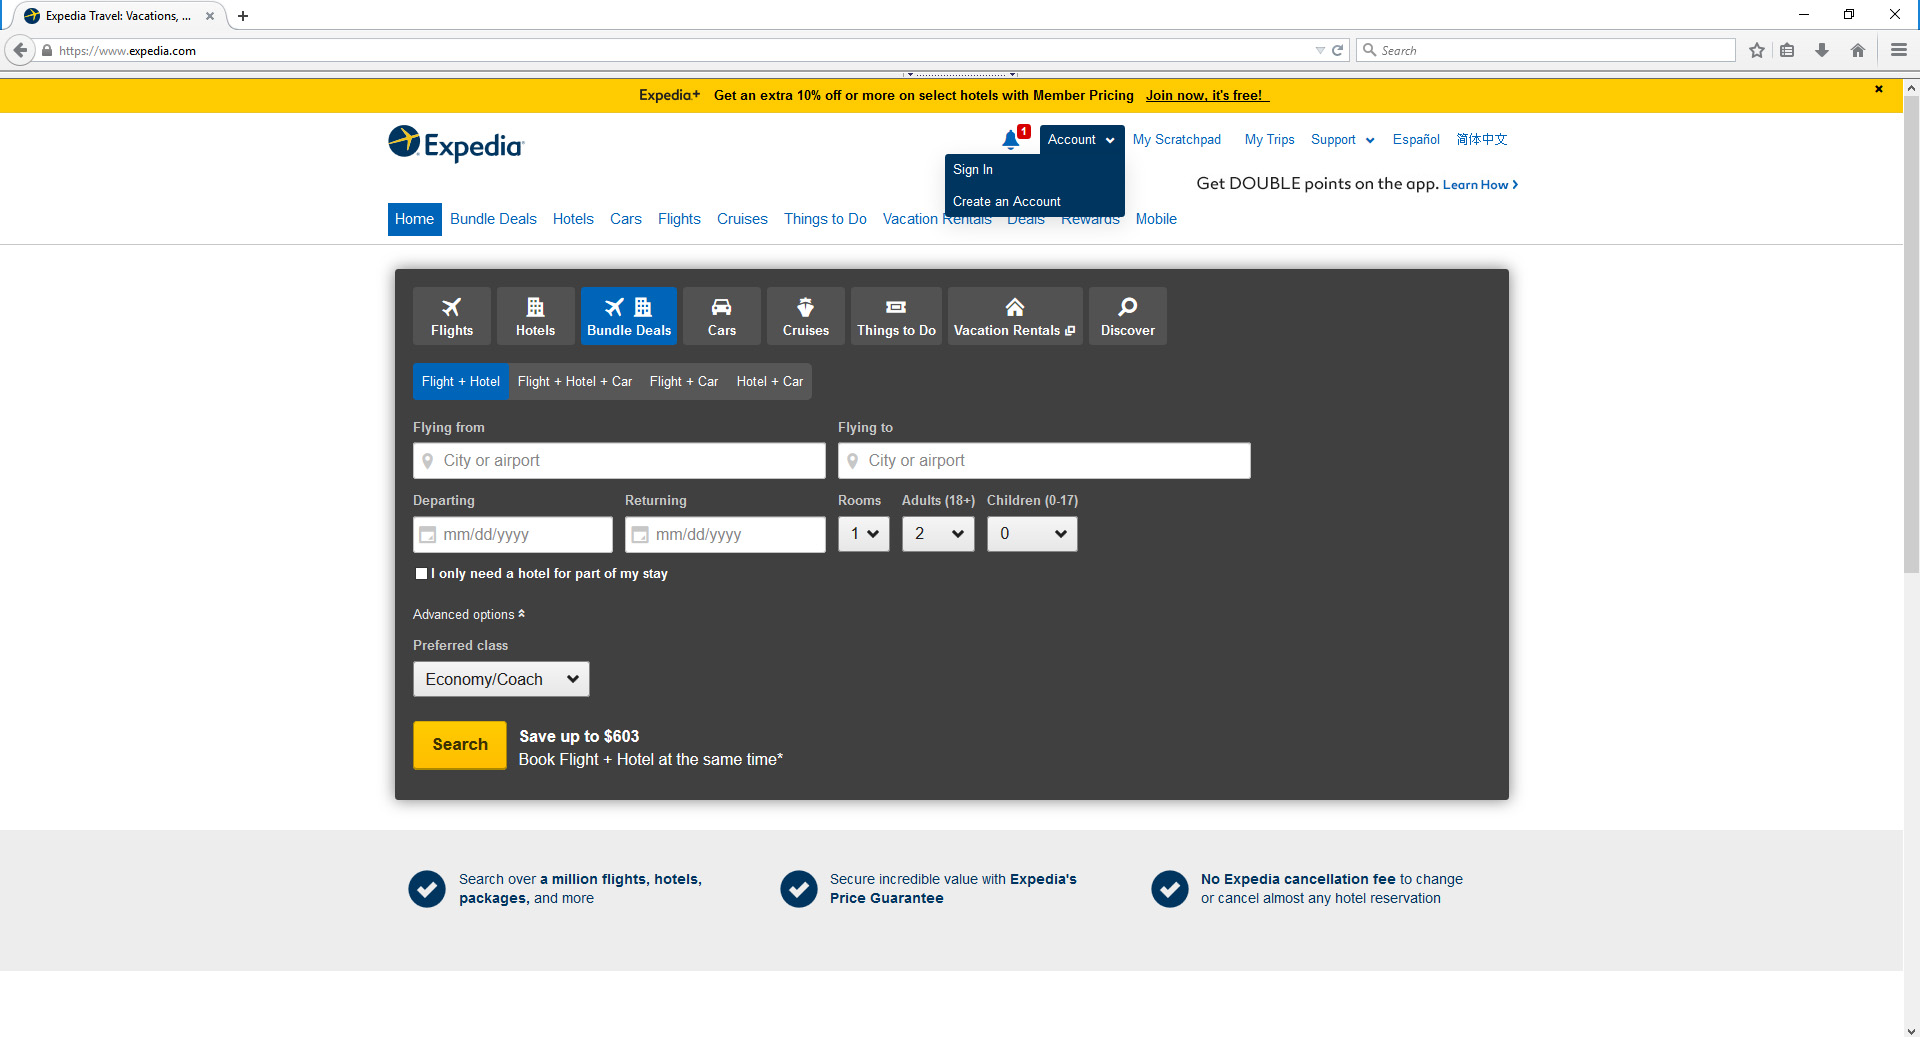 Expedia Travel: Vacations, ...
https://www.expedia.com
Search
Expedia+ Get an extra 10% off or more on select hotels with Member Pricing Join now, it's free!
Expedia
1
Account
My Scratchpad
My Trips
Support
Español
简体中文
Sign In
Create an Account
Get DOUBLE points on the app. Learn How
Home
Bundle Deals
Hotels
Cars
Flights
Cruises
Things to Do
Vacation Rentals
Deals
Rewards
Mobile
Flights
Hotels
Bundle Deals
Cars
Cruises
Things to Do
Vacation Rentals
Discover
Flight + Hotel
Flight + Hotel + Car
Flight + Car
Hotel + Car
Flying from
Flying to
City or airport
City or airport
Departing
Returning
Rooms
Adults (18+)
Children (0-17)
mm/dd/yyyy
mm/dd/yyyy
1
2
0
I only need a hotel for part of my stay
Advanced options
Preferred class
Economy/Coach
Search
Save up to $603
Book Flight + Hotel at the same time*
Search over a million flights, hotels,
packages, and more
Secure incredible value with Expedia's
Price Guarantee
No Expedia cancellation fee to change
or cancel almost any hotel reservation